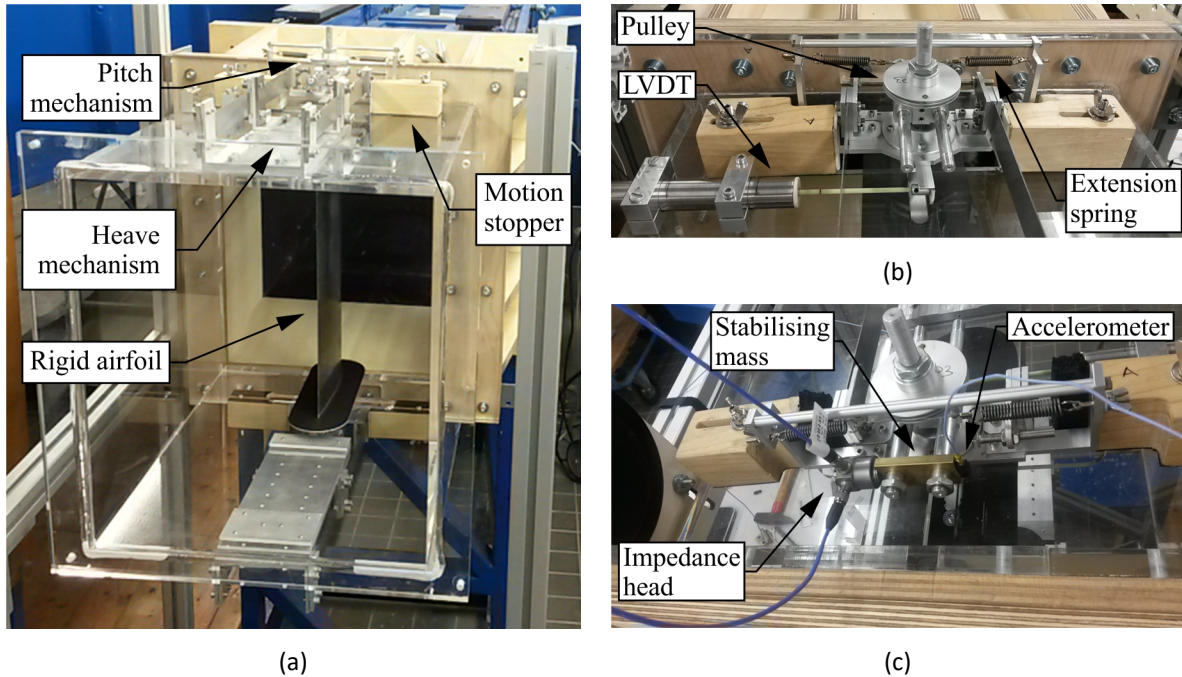 Pitch
mechanism
Motion
stopper
Heave
mechanism
Rigid airfoil
(a)
Pulley
LVDT
Extension
spring
(b)
Stabilising
mass
Accelerometer
Impedance
head
(c)